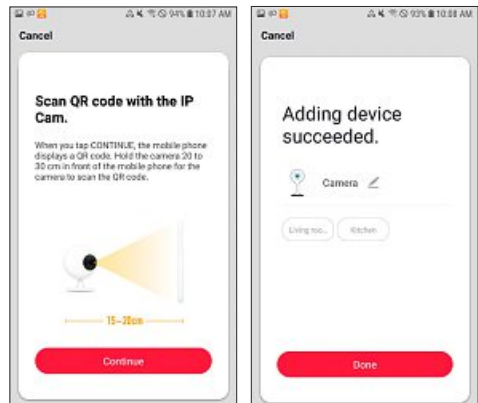 94% 10:07 AM
Cancel
Scan QR code with the IP
Cam.
When you tap CONTINUE, the mobile phone
displays a QR code. Hold the camera 20 to
30 cm in front of the mobile phone for the
camera to scan the QR code.
15~20cm
Continue
93% 10:08 AM
Cancel
Adding device
succeeded.
Camera
Living roo... Kitchen
Done